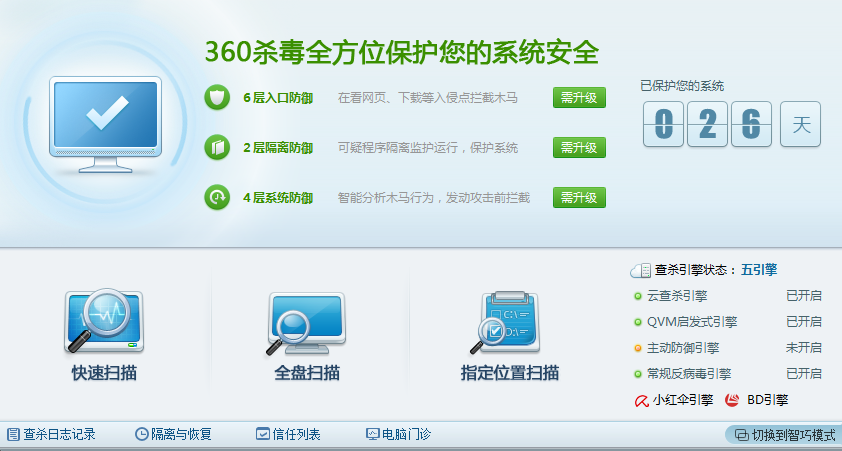 360杀毒全方位保护您的系统安全
6层入口防御 在看网页、下载等入侵点拦截木马 需升级
2层隔离防御 可疑程序隔离监护运行，保护系统 需升级
4层系统防御 智能分析木马行为，发动攻击前拦截 需升级
已保护您的系统
026 天
快速扫描
C:\
D:\
全盘扫描 指定位置扫描
查杀引擎状态：五引擎
云查杀引擎 已开启
QVM启发式引擎 已开启
主动防御引擎 未开启
常规反病毒引擎 已开启
小红伞引擎 BD引擎
查杀日志记录 隔离与恢复 信任列表 电脑门诊 切换到智巧模式